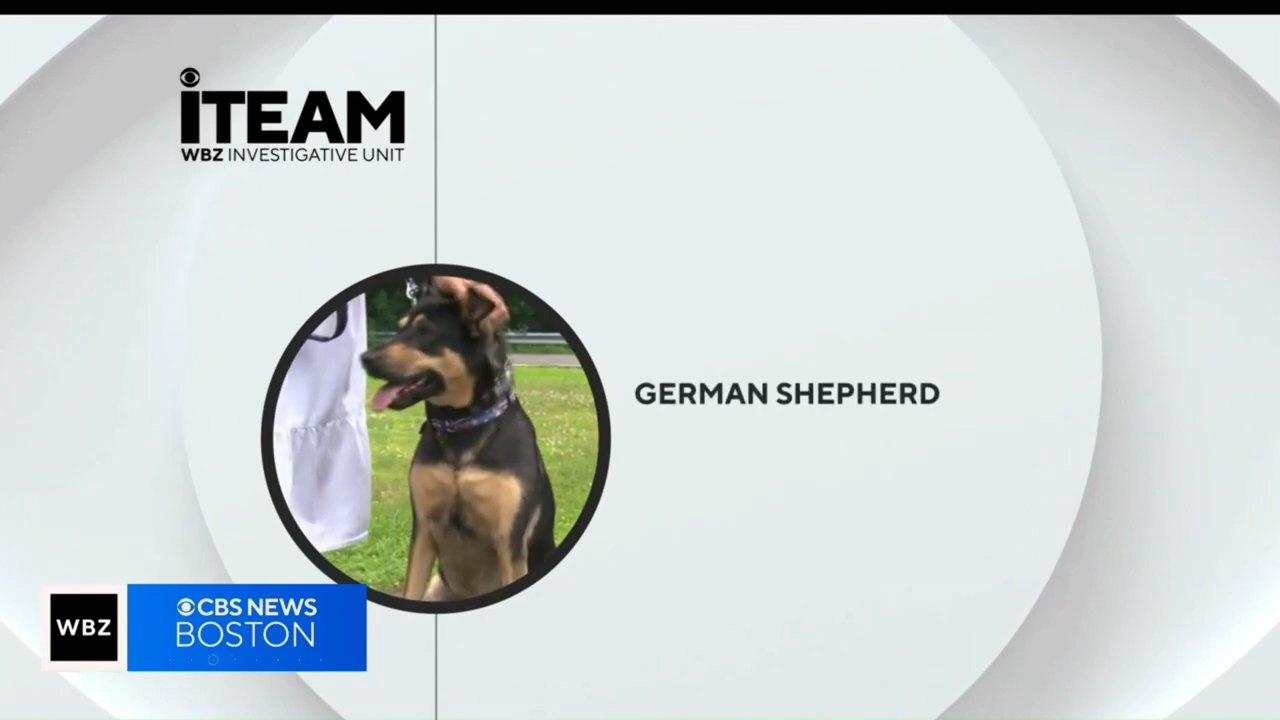 iTEAM
WBZ INVESTIGATIVE UNIT
GERMAN SHEPHERD
WBZ
CBS NEWS
BOSTON